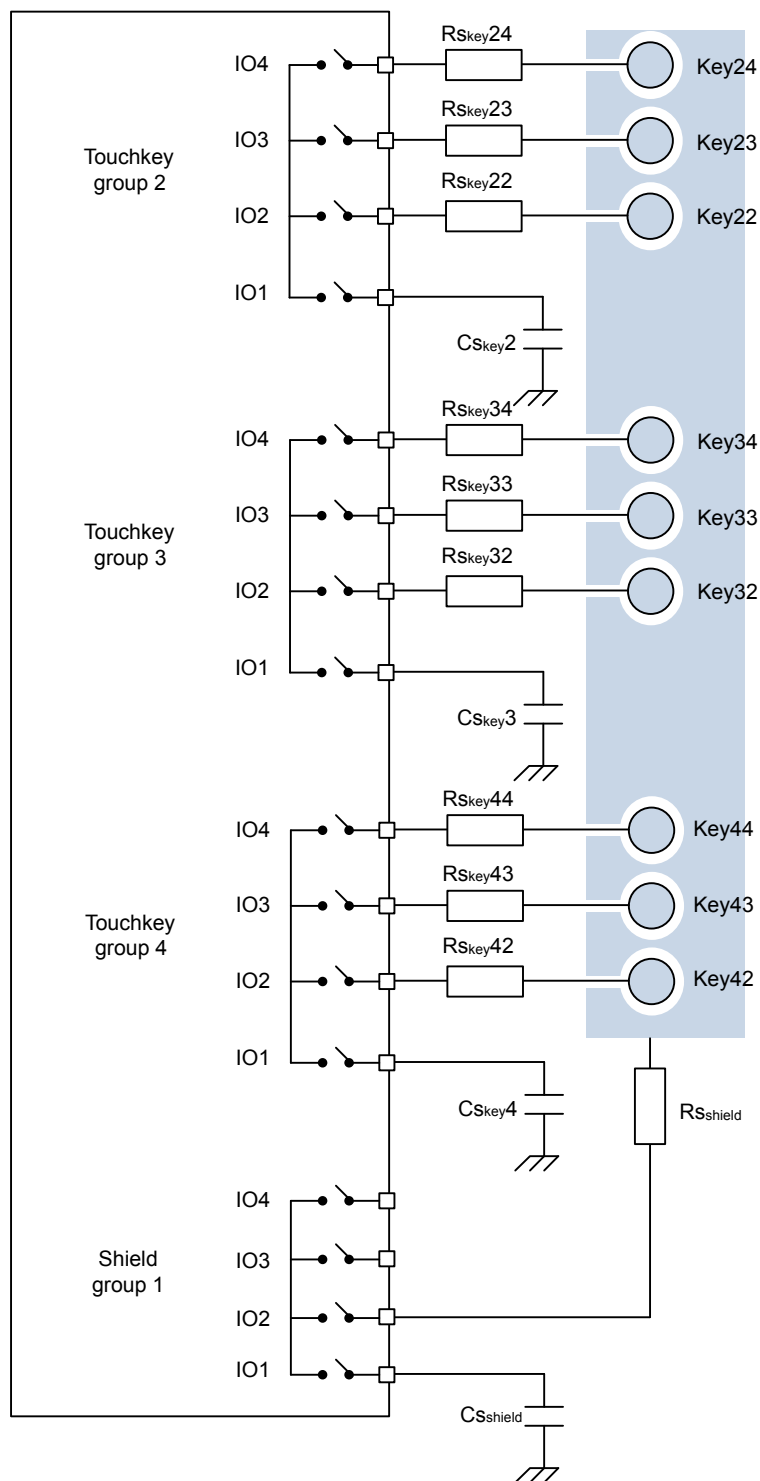 Rskey24
IO4
Key24
Rskey23
IO3
Key23
Touchkey
group 2
Rskey22
IO2
Key22
IO1
Cskey2
Rskey34
IO4
Key34
Rskey33
IO3
Key33
Touchkey
group 3
Rskey32
IO2
Key32
IO1
Cskey3
Rskey44
IO4
Key44
Rskey43
IO3
Key43
Touchkey
group 4
Rskey42
IO2
Key42
IO1
Cskey4
Rsshield
IO4
IO3
Shield
group 1
IO2
IO1
Csshield